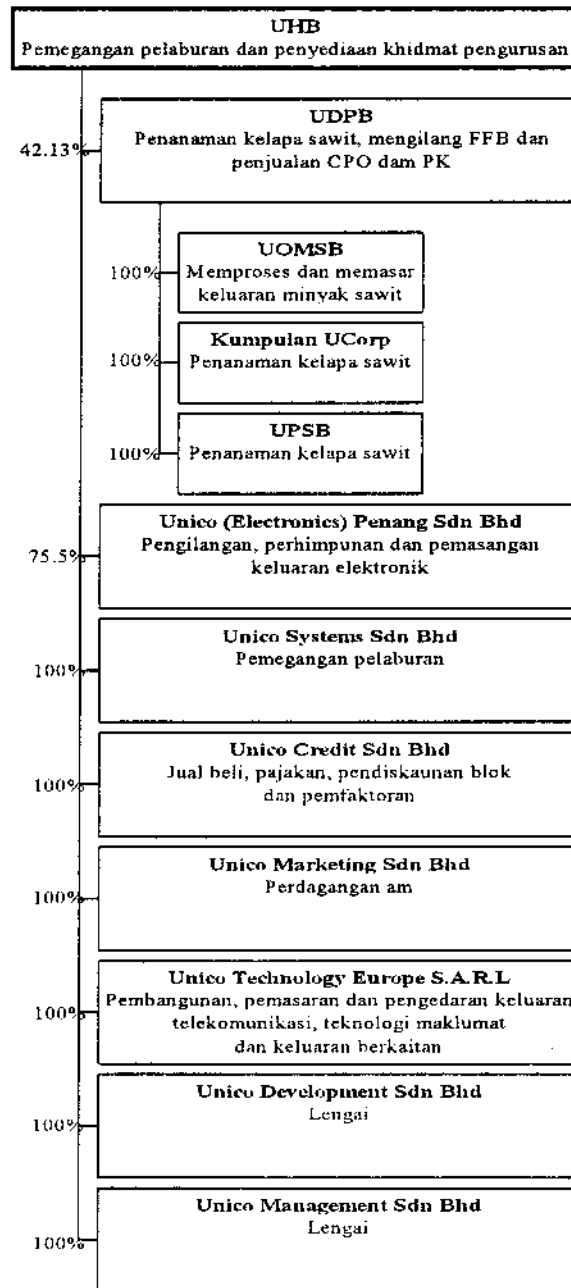 UHB
Pemegangan pelaburan dan penyediaan khidmat pengurusan
UDPB
42.13%
Penanaman kelapa sawit, mengilang FFB dan
penjualan CPO dam PK
UOMSB
100%
Memproses dan memasar
keluaran minyak sawit
Kumpulan UCorp
100%
Penanaman kelapa sawit
UPSB
100%
Penanaman kelapa sawit
Unico (Electronics) Penang Sdn Bhd
Pengilangan, perhimpunan dan pemasangan
75.5%
keluaran elektronik
Unico Systems Sdn Bhd
Pemegangan pelaburan
100%
Unico Credit Sdn Bhd
Jual beli, pajakan, pendiskaunan blok
100%
dan pemfaktoran
Unico Marketing Sdn Bhd
Perdagangan am
100%
Unico Technology Europe S.A.R.L
Pembangunan, pemasaran dan pengedaran keluaran
100%
telekomunikasi, teknologi maklumat
dan keluaran berkaitan
Unico Development Sdn Bhd
Lengai
100%
Unico Management Sdn Bhd
Lengai
100%